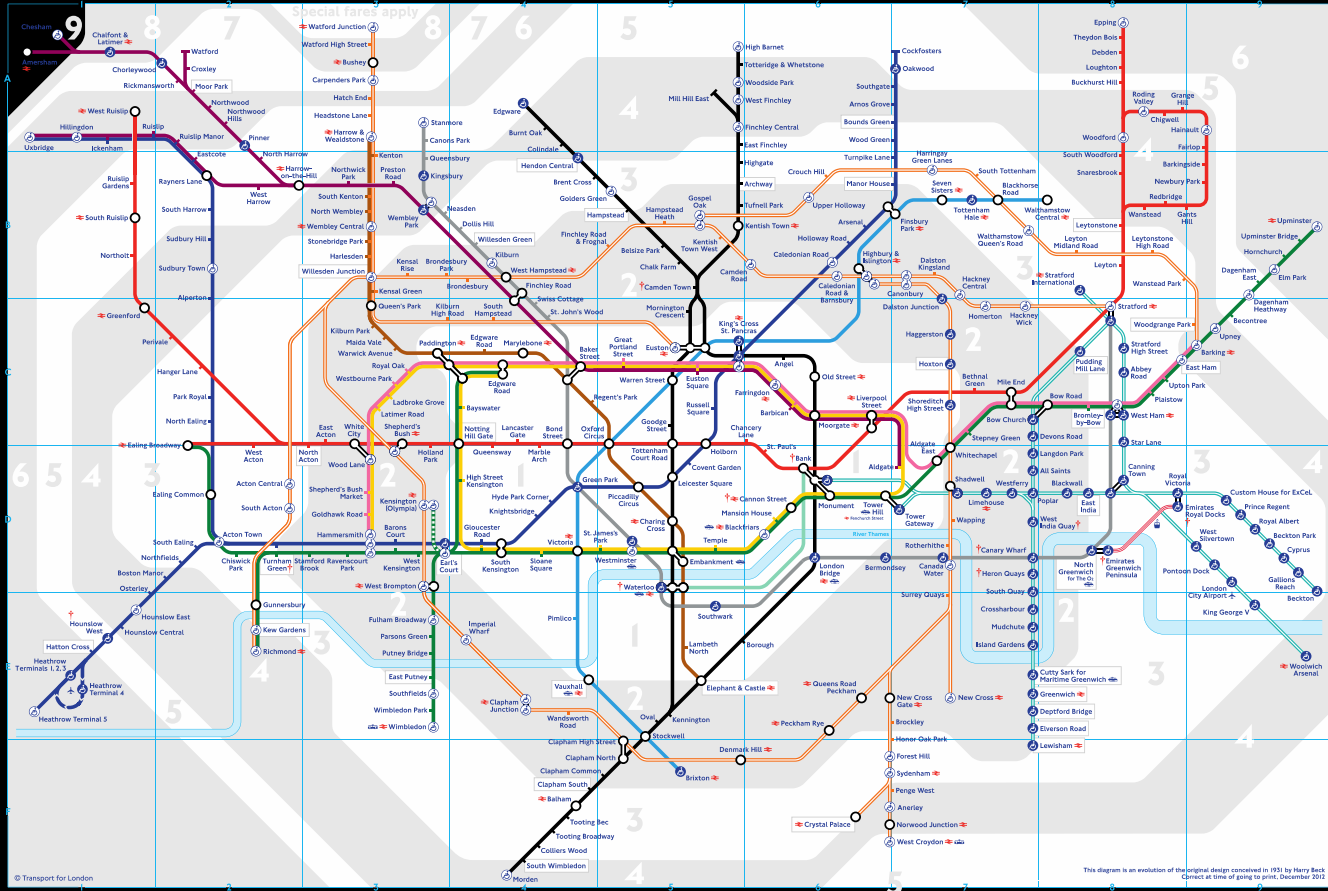 Special fares apply
1
2
3
4
5
6
7
8
9
A
B
C
D
E
F
Chesham
9
8
7
Chalfont &
Latimer
Amersham
Chorleywood
Rickmansworth
Watford
Croxley
Moor Park
Northwood
Northwood
Hills
Pinner
North Harrow
Harrow-
on-the-Hill
West Ruislip
Hillingdon
Uxbridge
Ickenham
Ruislip
Ruislip Manor
Eastcote
Rayners Lane
West
Harrow
Ruislip
Gardens
South Ruislip
Northolt
Greenford
South Harrow
Sudbury Hill
Sudbury Town
Alperton
Perivale
Hanger Lane
Park Royal
North Ealing
Ealing Broadway
Ealing Common
West
Acton
North
Acton
East
Acton
White
City
Shepherd's
Bush
Wood Lane
Watford Junction
Watford High Street
Bushey
Carpenders Park
Hatch End
Headstone Lane
Harrow &
Wealdstone
Kenton
Northwick
Park
Preston
Road
South Kenton
North Wembley
Wembley
Park
Wembley Central
Stonebridge Park
Harlesden
Willesden Junction
Kensal
Rise
Brondesbury
Park
Brondesbury
Kensal Green
Queen's Park
Kilburn
High Road
South
Hampstead
Kilburn Park
Maida Vale
Warwick Avenue
Royal Oak
Westbourne Park
Ladbroke Grove
Latimer Road
Stanmore
Canons Park
Queensbury
Kingsbury
Neasden
Dollis Hill
Willesden Green
Kilburn
West Hampstead
Finchley Road
Swiss Cottage
St. John's Wood
Edgware
Burnt Oak
Colindale
Hendon Central
Brent Cross
Golders Green
Hampstead
Hampstead
Heath
Finchley Road
& Frognal
Belsize Park
Chalk Farm
Camden Town
Mornington
Crescent
High Barnet
Totteridge & Whetstone
Woodside Park
Mill Hill East
West Finchley
Finchley Central
East Finchley
Highgate
Archway
Tufnell Park
Kentish Town
Gospel
Oak
Kentish
Town West
Camden
Road
Cockfosters
Oakwood
Southgate
Arnos Grove
Bounds Green
Wood Green
Turnpike Lane
Harringay
Green Lanes
Crouch Hill
Manor House
Upper Holloway
Arsenal
Holloway Road
Caledonian Road
Finsbury
Park
Seven
Sisters
South Tottenham
Tottenham
Hale
Blackhorse
Road
Walthamstow
Central
Walthamstow
Queen's Road
Highbury &
Islington
Caledonian
Road &
Barnsbury
Canonbury
Dalston
Kingsland
Dalston Junction
Hackney
Central
Homerton
Hackney
Wick
Leyton
Midland Road
Leytonstone
High Road
Wanstead Park
Woodgrange Park
Epping
Theydon Bois
Debden
Loughton
Buckhurst Hill
Roding
Valley
Grange
Hill
Chigwell
Hainault
Woodford
Fairlop
South Woodford
Barkingside
Snaresbrook
Newbury Park
Redbridge
Wanstead
Gants
Hill
Leytonstone
Leyton
Stratford
International
Stratford
Upminster
Upminster Bridge
Hornchurch
Dagenham
East
Elm Park
Dagenham
Heathway
Becontree
Upney
Barking
East Ham
Upton Park
Plaistow
Stratford
High Street
Pudding
Mill Lane
Abbey
Road
West Ham
Bromley-
by-Bow
Bow Road
Bow Church
Mile End
Bethnal
Green
Haggerston
Hoxton
Shoreditch
High Street
Stepney Green
Whitechapel
Devons Road
Langdon Park
All Saints
Star Lane
Canning
Town
Paddington
Edgware
Road
Marylebone
Baker
Street
Great
Portland
Street
Euston
King's Cross
St. Pancras
Angel
Edgware
Road
Warren Street
Euston
Square
Farringdon
Barbican
Old Street
Moorgate
Liverpool
Street
Bayswater
Regent's Park
Russell
Square
Goodge
Street
Notting
Hill Gate
Lancaster
Gate
Bond
Street
Oxford
Circus
Tottenham
Court Road
Holborn
Chancery
Lane
St. Paul's
Bank
Aldgate
East
Aldgate
Holland
Park
Queensway
Marble
Arch
High Street
Kensington
Hyde Park Corner
Knightsbridge
Green Park
Piccadilly
Circus
Covent Garden
Leicester Square
Charing
Cross
Cannon Street
Mansion House
Blackfriars
Temple
Monument
Tower
Hill
Fenchurch Street
Tower
Gateway
Shadwell
Limehouse
Westferry
Poplar
Blackwall
East
India
Royal
Victoria
Custom House for ExCeL
Prince Regent
Royal Albert
Beckton Park
Cyprus
Gallions
Reach
Beckton
Emirates
Royal Docks
West
Silvertown
Pontoon Dock
London
City Airport
King George V
Woolwich
Arsenal
Emirates
Greenwich
Peninsula
North
Greenwich
for The O2
Acton Central
South Acton
Shepherd's Bush
Market
Goldhawk Road
Hammersmith
Kensington
(Olympia)
Barons
Court
Gloucester
Road
Victoria
St. James's
Park
Westminster
Embankment
Waterloo
Southwark
London
Bridge
Bermondsey
River Thames
Wapping
Rotherhithe
Canada
Water
Surrey Quays
West
India Quay
Canary Wharf
Heron Quays
South Quay
Crossharbour
Mudchute
Island Gardens
Cutty Sark for
Maritime Greenwich
Greenwich
Deptford Bridge
Elverson Road
Lewisham
South Ealing
Acton Town
Northfields
Boston Manor
Osterley
Hounslow East
Hounslow Central
Hounslow
West
Hatton Cross
Heathrow
Terminals 1, 2, 3
Heathrow
Terminal 4
Heathrow Terminal 5
Chiswick
Park
Turnham
Green
Stamford
Brook
Ravenscourt
Park
West
Kensington
Earl's
Court
South
Kensington
Sloane
Square
Gunnersbury
Kew Gardens
Richmond
West Brompton
Fulham Broadway
Parsons Green
Putney Bridge
East Putney
Southfields
Wimbledon Park
Wimbledon
Imperial
Wharf
Clapham
Junction
Wandsworth
Road
Pimlico
Vauxhall
Lambeth
North
Borough
Elephant & Castle
Oval
Kennington
Stockwell
Clapham High Street
Clapham North
Brixton
Clapham Common
Clapham South
Balham
Tooting Bec
Tooting Broadway
Colliers Wood
South Wimbledon
Morden
Denmark Hill
Peckham Rye
Queens Road
Peckham
New Cross
Gate
New Cross
Brockley
Honor Oak Park
Forest Hill
Sydenham
Penge West
Anerley
Crystal Palace
Norwood Junction
West Croydon
© Transport for London
This diagram is an evolution of the original design conceived in 1931 by Harry Beck
Correct at time of going to print, December 2012